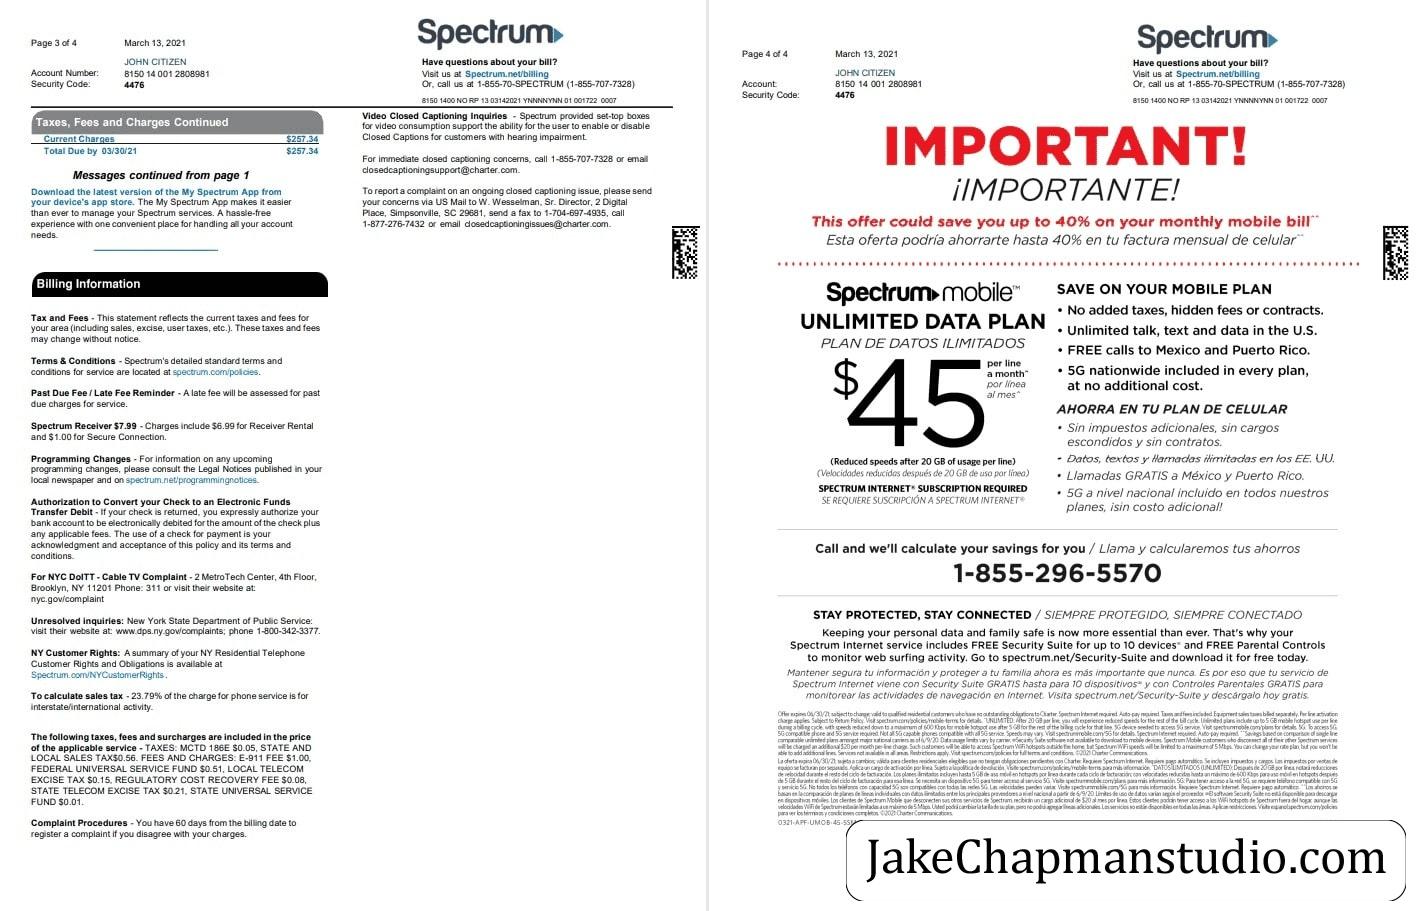 Page 3 of 4
March 13, 2021
JOHN CITIZEN
Account Number:
8150 14 001 2808981
Security Code:
4476
Spectrum
Have questions about your bill?
Visit us at Spectrum.net/billing
Or, call us at 1-855-70-SPECTRUM (1-855-707-7328)
8150 1400 NO RP 13 03142021 YNNNNYNN 01 001722 0007
Taxes, Fees and Charges Continued
Current Charges $257.34
Total Due by 03/30/21 $257.34
Messages continued from page 1
Download the latest version of the My Spectrum App from
your device's app store. The My Spectrum App makes it easier
than ever to manage your Spectrum services. A hassle-free
experience with one convenient place for handling all your account
needs.
Billing Information
Tax and Fees - This statement reflects the current taxes and fees for
your area (including sales, excise, user taxes, etc.). These taxes and fees
may change without notice.
Terms & Conditions - Spectrum's detailed standard terms and
conditions for service are located at spectrum.com/policies.
Past Due Fee / Late Fee Reminder - A late fee will be assessed for past
due charges for service.
Spectrum Receiver $7.99 - Charges include $6.99 for Receiver Rental
and $1.00 for Secure Connection.
Programming Changes - For information on any upcoming
programming changes, please consult the Legal Notices published in your
local newspaper and on spectrum.net/programmingnotices.
Authorization to Convert your Check to an Electronic Funds
Transfer Debit - If your check is returned, you expressly authorize your
bank account to be electronically debited for the amount of the check plus
any applicable fees. The use of a check for payment is your
acknowledgment and acceptance of this policy and its terms and
conditions.
For NYC DoITT - Cable TV Complaint - 2 MetroTech Center, 4th Floor,
Brooklyn, NY 11201 Phone: 311 or visit their website at:
nyc.gov/complaint
Unresolved inquiries: New York State Department of Public Service:
visit their website at: www.dps.ny.gov/complaints; phone 1-800-342-3377.
NY Customer Rights: A summary of your NY Residential Telephone
Customer Rights and Obligations is available at
Spectrum.com/NYCustomerRights.
To calculate sales tax - 23.79% of the charge for phone service is for
interstate/international activity.
The following taxes, fees and surcharges are included in the price
of the applicable service - TAXES: MCTD 186E $0.05, STATE AND
LOCAL SALES TAX$0.56. FEES AND CHARGES: E-911 FEE $1.00,
FEDERAL UNIVERSAL SERVICE FUND $0.51, LOCAL TELECOM
EXCISE TAX $0.15, REGULATORY COST RECOVERY FEE $0.08,
STATE TELECOM EXCISE TAX $0.21, STATE UNIVERSAL SERVICE
FUND $0.01.
Complaint Procedures - You have 60 days from the billing date to
register a complaint if you disagree with your charges.
Video Closed Captioning Inquiries - Spectrum provided set-top boxes
for video consumption support the ability for the user to enable or disable
Closed Captions for customers with hearing impairment.
For immediate closed captioning concerns, call 1-855-707-7328 or email
closedcaptioningsupport@charter.com.
To report a complaint on an ongoing closed captioning issue, please send
your concerns via US Mail to W. Wesselman, Sr. Director, 2 Digital
Place, Simpsonville, SC 29681, send a fax to 1-704-697-4935, call
1-877-276-7432 or email closedcaptioningissues@charter.com.
Page 4 of 4
March 13, 2021
JOHN CITIZEN
Account:
8150 14 001 2808981
Security Code:
4476
Spectrum
Have questions about your bill?
Visit us at Spectrum.net/billing
Or, call us at 1-855-70-SPECTRUM (1-855-707-7328)
8150 1400 NO RP 13 03142021 YNNNNYNN 01 001722 0007
IMPORTANT!
¡IMPORTANTE!
This offer could save you up to 40% on your monthly mobile bill^^
Esta oferta podría ahorrarte hasta 40% en tu factura mensual de celular^^
Spectrum mobile™
UNLIMITED DATA PLAN
PLAN DE DATOS ILIMITADOS
$45
per line
a month^
por línea
al mes^
(Reduced speeds after 20 GB of usage per line)
(Velocidades reducidas después de 20 GB de uso por línea)
SPECTRUM INTERNET® SUBSCRIPTION REQUIRED
SE REQUIERE SUSCRIPCIÓN A SPECTRUM INTERNET®
SAVE ON YOUR MOBILE PLAN
• No added taxes, hidden fees or contracts.
• Unlimited talk, text and data in the U.S.
• FREE calls to Mexico and Puerto Rico.
• 5G nationwide included in every plan,
at no additional cost.
AHORRA EN TU PLAN DE CELULAR
• Sin impuestos adicionales, sin cargos
escondidos y sin contratos.
• Datos, textos y llamadas ilimitadas en los EE. UU.
• Llamadas GRATIS a México y Puerto Rico.
• 5G a nivel nacional incluido en todos nuestros
planes, ¡sin costo adicional!
Call and we'll calculate your savings for you / Llama y calcularemos tus ahorros
1-855-296-5570
STAY PROTECTED, STAY CONNECTED / SIEMPRE PROTEGIDO, SIEMPRE CONECTADO
Keeping your personal data and family safe is now more essential than ever. That's why your
Spectrum Internet service includes FREE Security Suite for up to 10 devices and FREE Parental Controls
to monitor web surfing activity. Go to spectrum.net/Security-Suite and download it for free today.
Mantener segura tu información y proteger a tu familia ahora es más importante que nunca. Es por eso que tu servicio de
Spectrum Internet viene con Security Suite GRATIS hasta para 10 dispositivos y con Controles Parentales GRATIS para
monitorear las actividades de navegación en Internet. Visita spectrum.net/Security-Suite y descárgalo hoy gratis.
JakeChapmanstudio.com